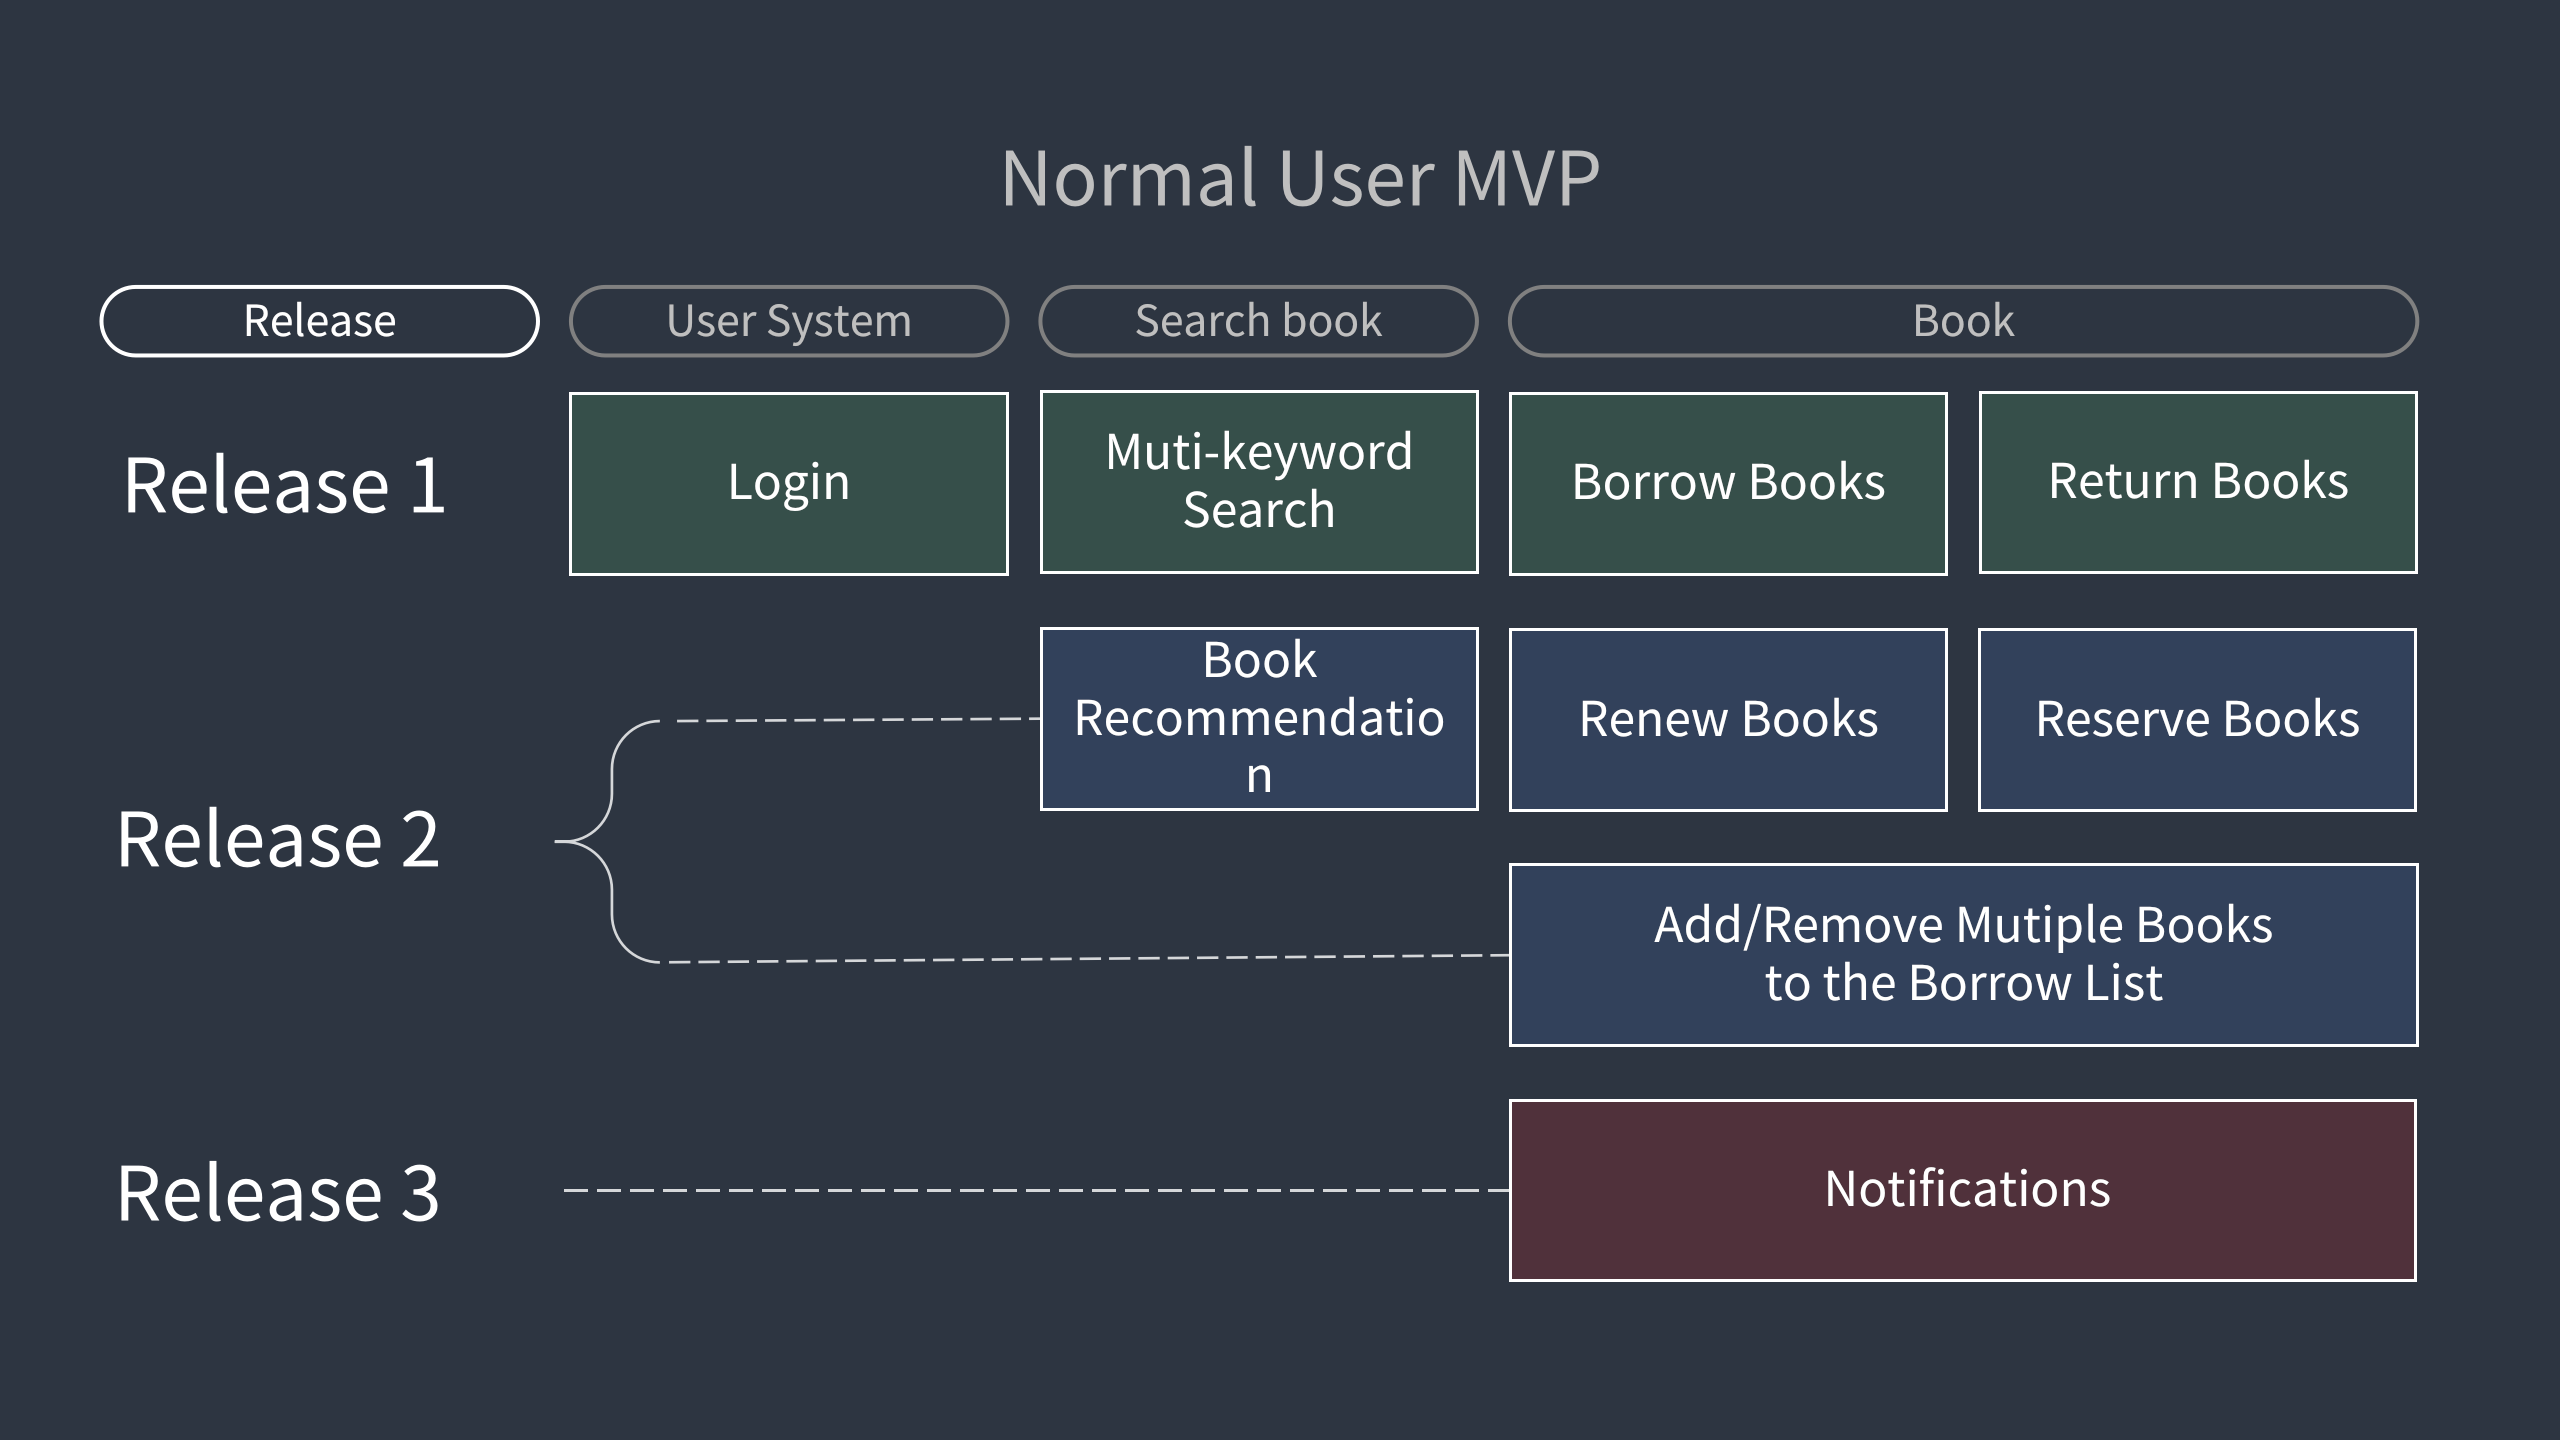 Normal User MVP
Release
User System
Search book
Book
Release 1
Login
Muti-keyword
Search
Borrow Books
Return Books
Release 2
Book
Recommendatio
n
Renew Books
Reserve Books
Add/Remove Mutiple Books
to the Borrow List
Release 3
Notifications